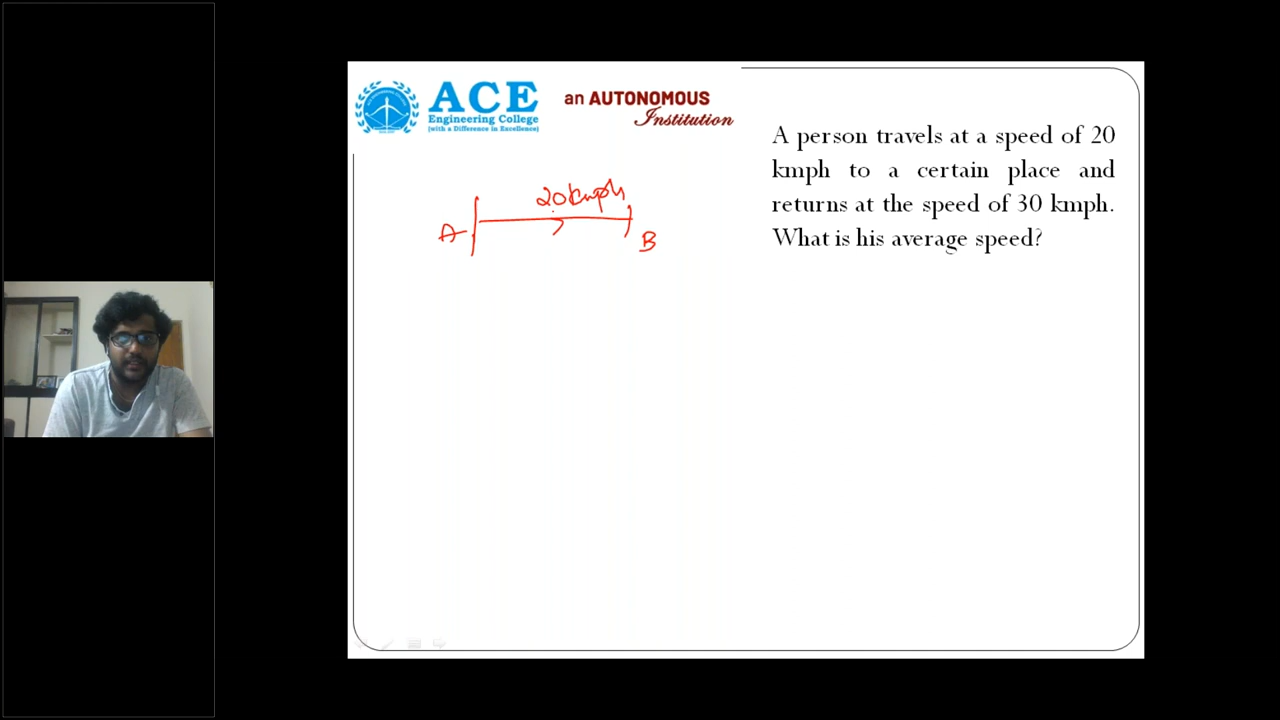 ACE
Engineering College
(with a Difference in Excellence)
an AUTONOMOUS
Institution
A person travels at a speed of 20
kmph to a certain place and
returns at the speed of 30 kmph.
What is his average speed?
20kmph
A
B